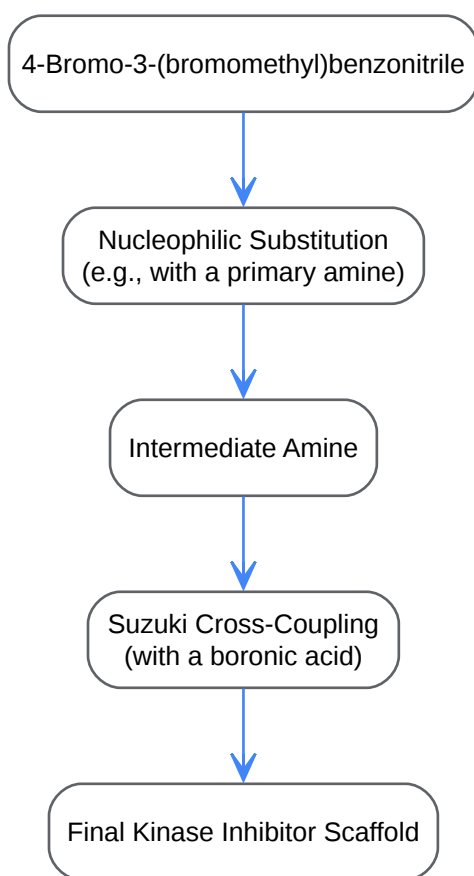 4-Bromo-3-(bromomethyl)benzonitrile
Nucleophilic Substitution
(e.g., with a primary amine)
Intermediate Amine
Suzuki Cross-Coupling
(with a boronic acid)
Final Kinase Inhibitor Scaffold